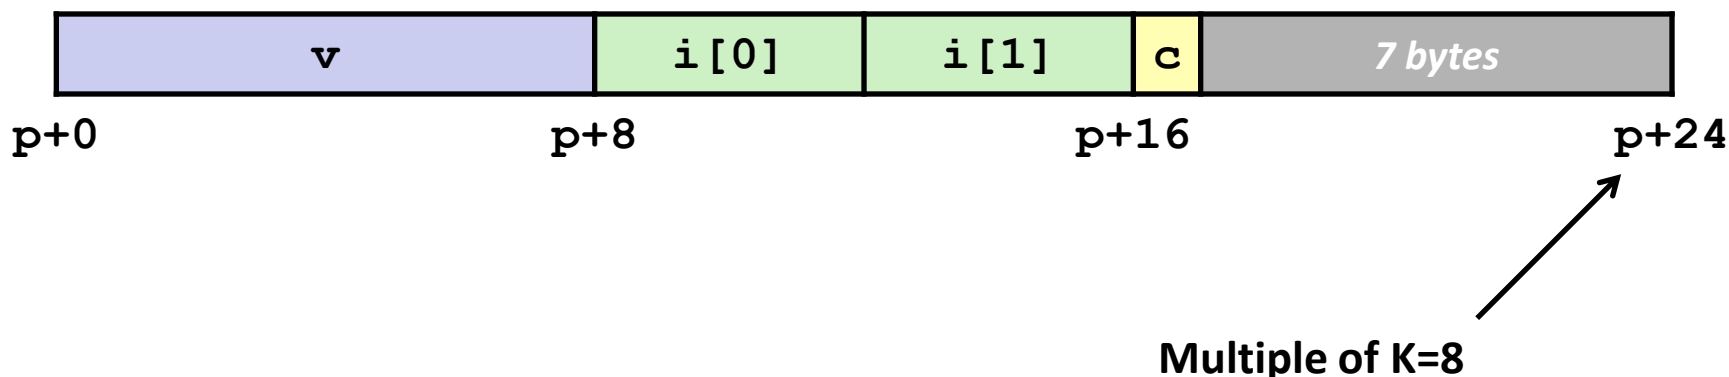 v i[0] i[1] c 7 bytes
p+0 p+8 p+16 p+24
Multiple of K=8